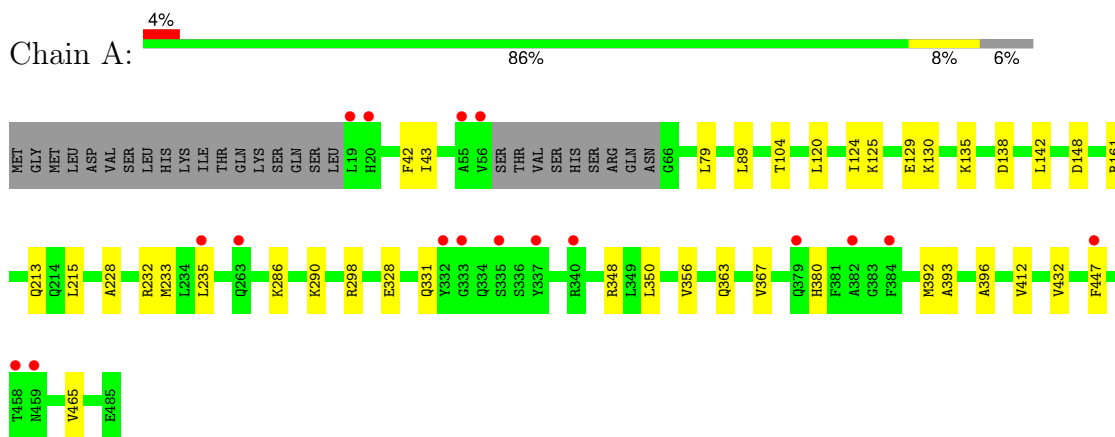 4%
Chain A:
86% 8% 6%
MET GLY MET LEU ASP VAL SER LEU HIS LYS ILE THR GLN LYS SER GLN SER LEU L19 H20 F42 I43 A55 V56 SER THR VAL SER HIS SER ARG GLN ASN G66 L79 L89 T104 L120 I124 K125 E129 K130 K135 D138 L142 D148 R161
Q213 Q214 L215 A228 R232 M233 L234 L235 Q263 K286 K290 R298 E328 Q331 Y332 G333 Q334 S335 S336 Y337 R340 R348 L349 L350 V356 Q363 V367 Q379 H380 F381 A382 G383 F384 M392 A393 A396 V412 V432 F447
T458 N459 V465 E485